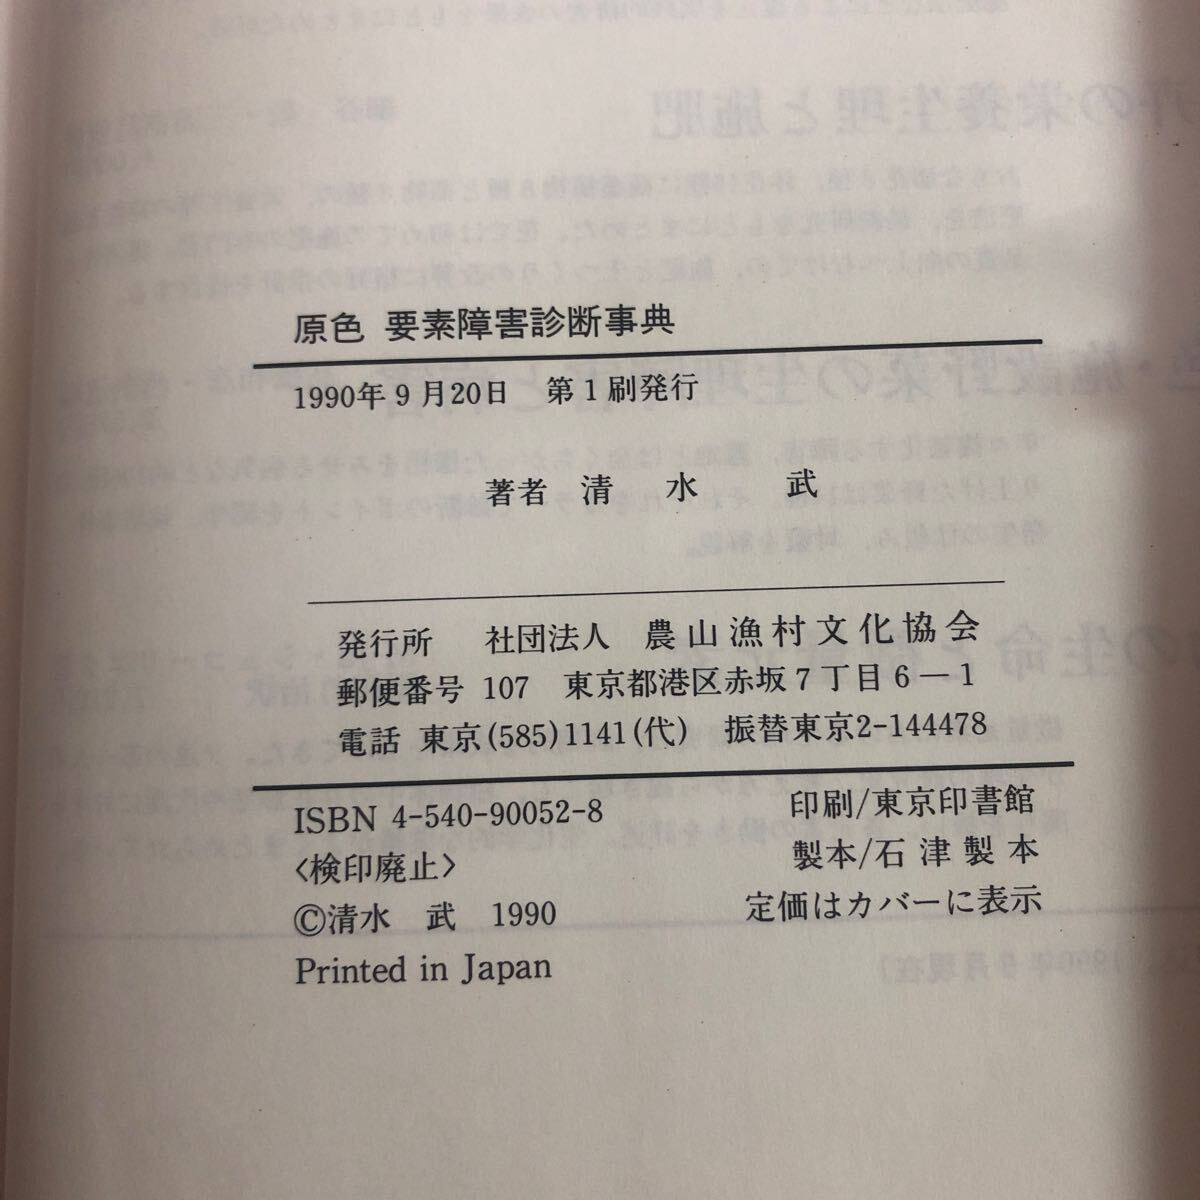 原色 要素障害診断事典
1990年9月20日 第1刷発行
著者 清 水 武
発行所 社団法人 農山漁村文化協会
郵便番号 107 東京都港区赤坂7丁目6－1
電話 東京(585)1141(代) 振替東京2-144478
ISBN 4-540-90052-8
印刷/東京印書館
〈検印廃止〉
製本/石津製本
Ⓒ清水 武 1990
定価はカバーに表示
Printed in Japan